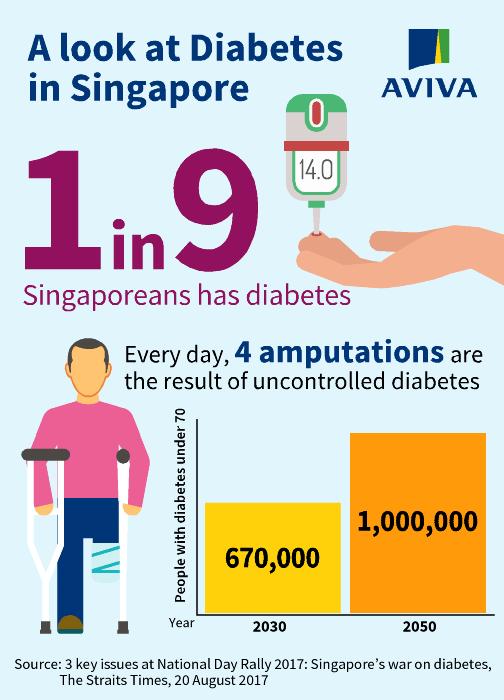 A look at Diabetes
in Singapore
AVIVA
14.0
1 in 9
Singaporeans has diabetes
Every day, 4 amputations are
the result of uncontrolled diabetes
People with diabetes under 70
670,000
1,000,000
Year
2030
2050
Source: 3 key issues at National Day Rally 2017: Singapore's war on diabetes,
The Straits Times, 20 August 2017